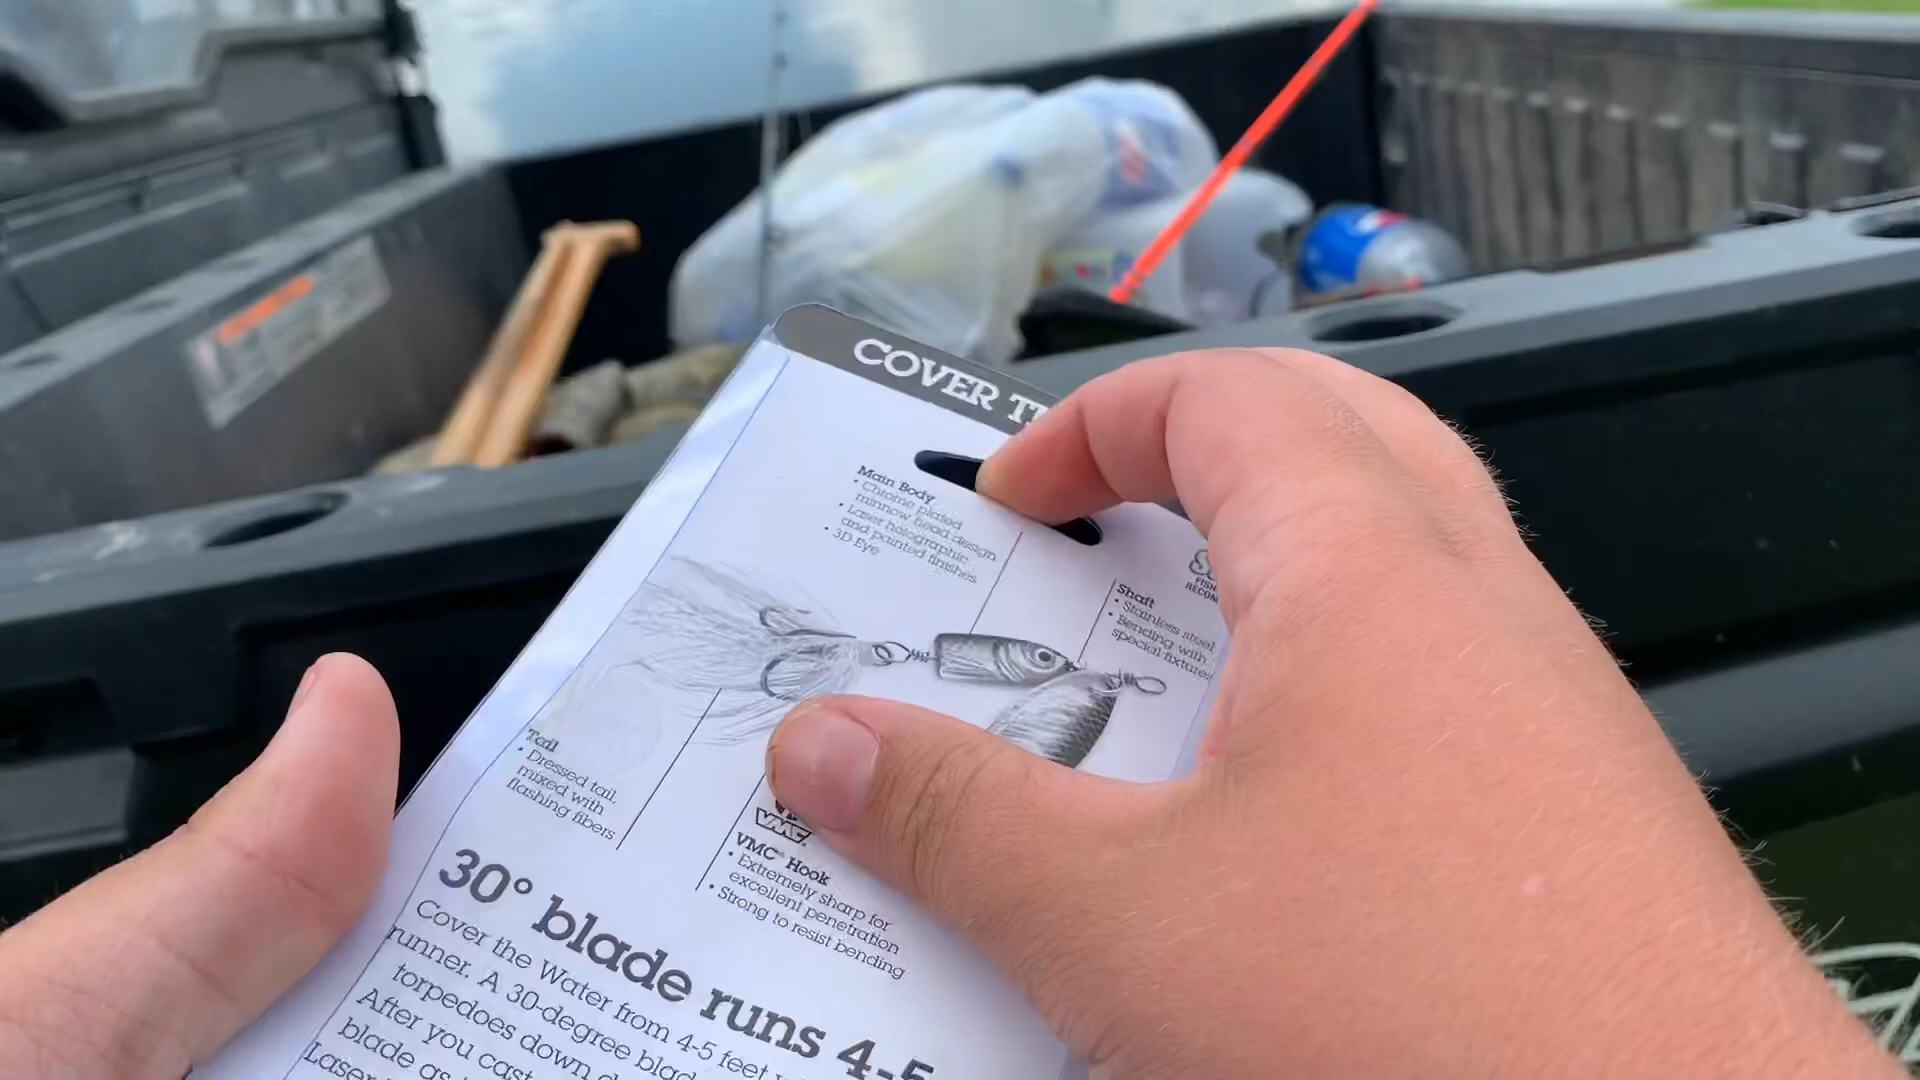 COVER
Main Body
• Chrome plated
minnow head design
• Laser holographic
and painted finishes
• 3D Eye
Shaft
• Stainless steel
• Bending with
special fixtures
Tail
• Dressed tail,
mixed with
flashing fibers
VMC
VMC® Hook
• Extremely sharp for
excellent penetration
• Strong to resist bending
30° blade runs 4-5
Cover the Water from 4-5 feet
runner. A 30-degree
torpedoes down
After you cast
blade
Laser